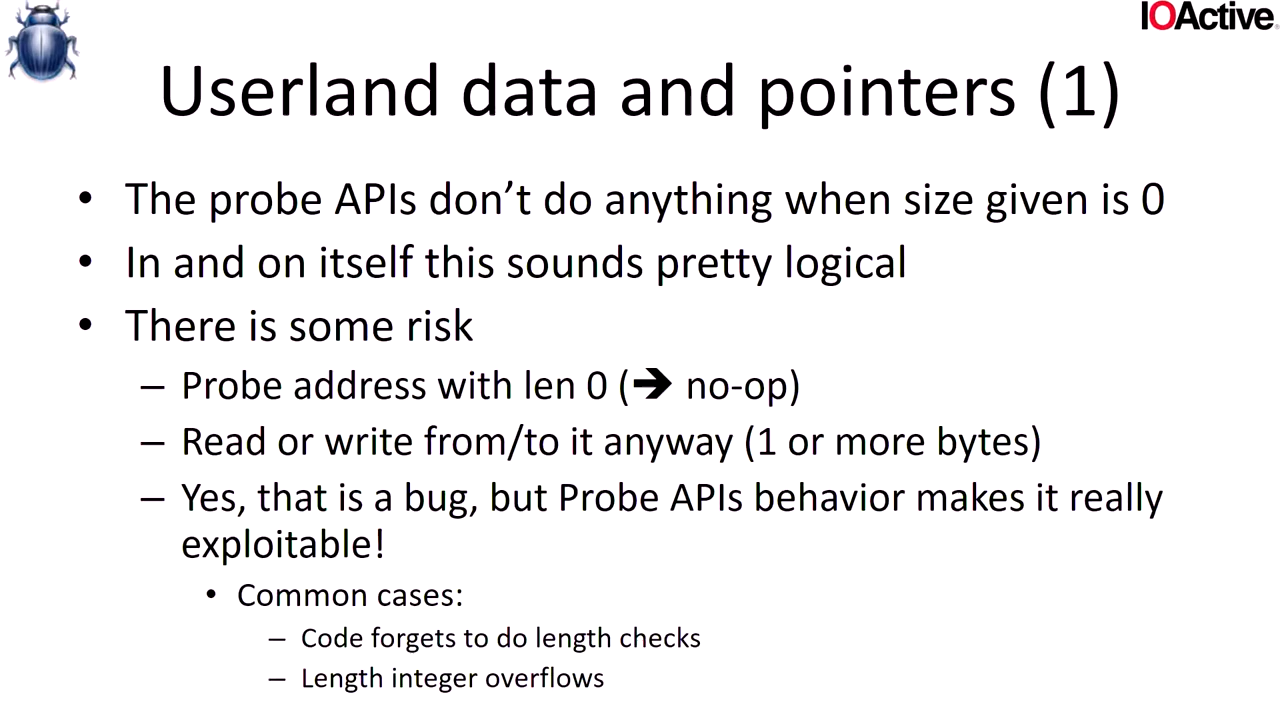 IOActive
Userland data and pointers (1)
• The probe APIs don’t do anything when size given is 0
• In and on itself this sounds pretty logical
• There is some risk
– Probe address with len 0 (➔ no-op)
– Read or write from/to it anyway (1 or more bytes)
– Yes, that is a bug, but Probe APIs behavior makes it really
exploitable!
• Common cases:
– Code forgets to do length checks
– Length integer overflows